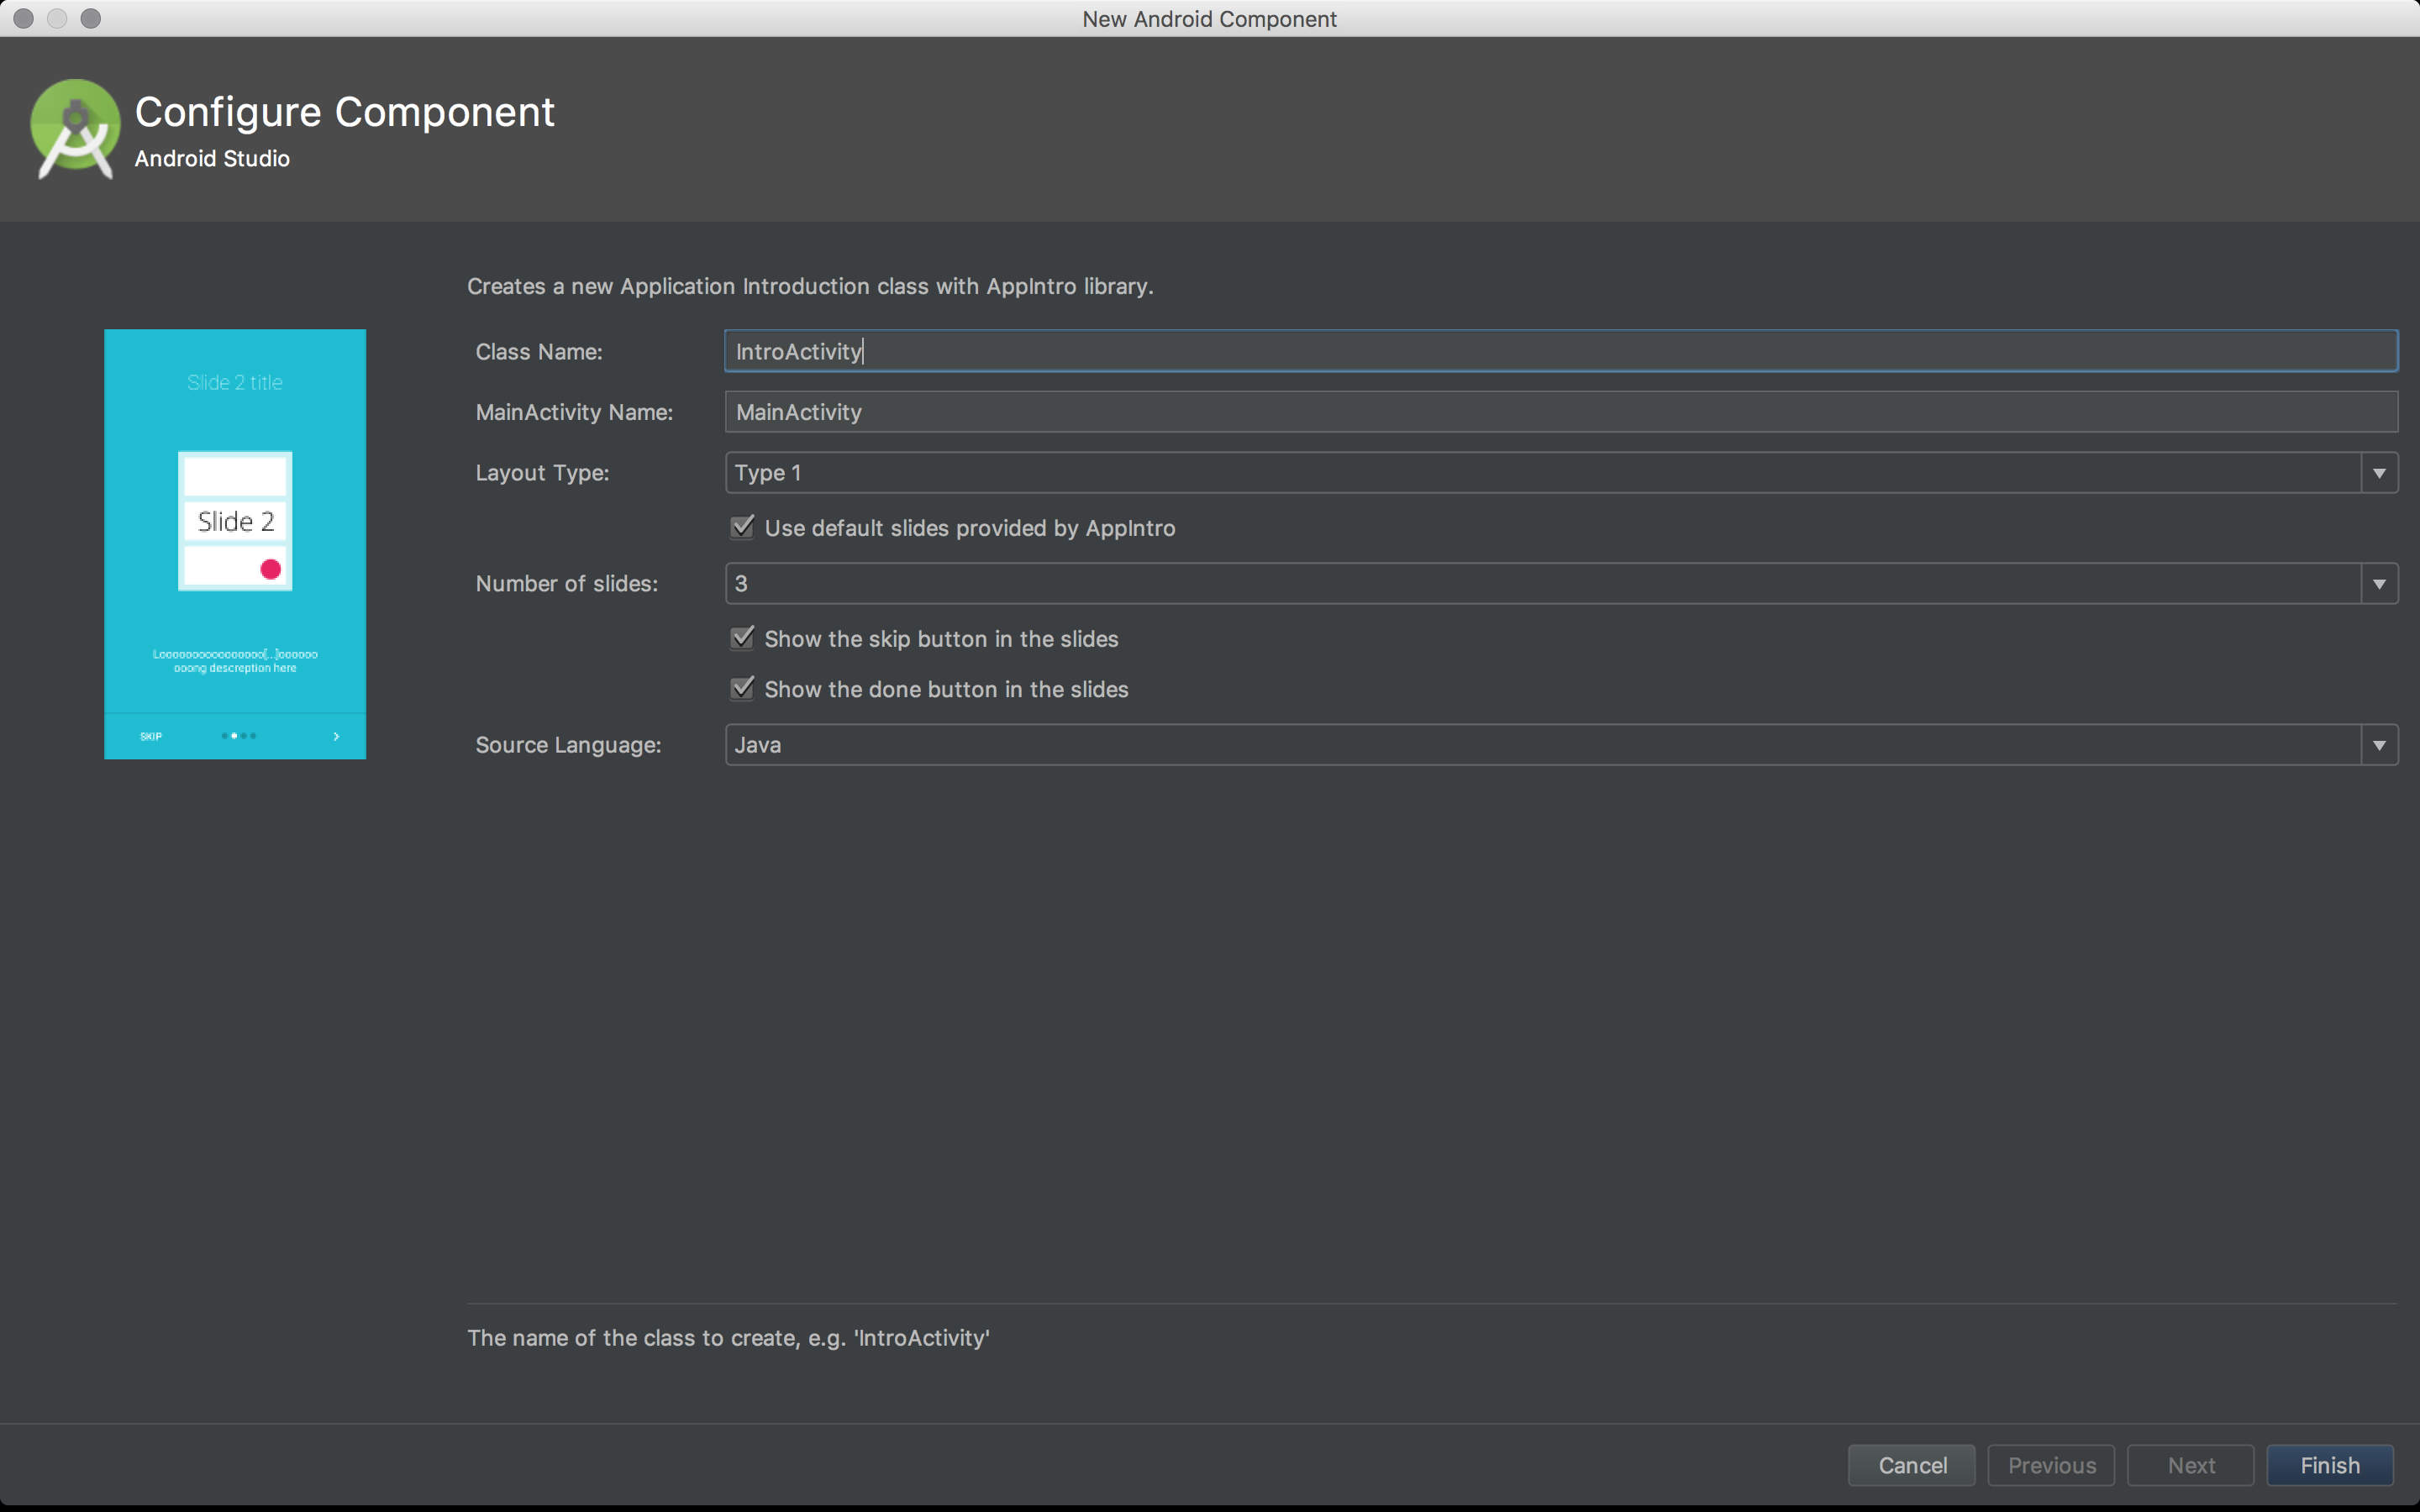 New Android Component
Configure Component
Android Studio
Creates a new Application Introduction class with AppIntro library.
Class Name: IntroActivity
MainActivity Name: MainActivity
Layout Type: Type 1
Use default slides provided by AppIntro
Number of slides: 3
Show the skip button in the slides
Show the done button in the slides
Source Language: Java
Slide 2 title
Slide 2
Looooooooooooooooo[...]oooooo
ooong descreption here
SKIP
The name of the class to create, e.g. 'IntroActivity'
Cancel Previous Next Finish